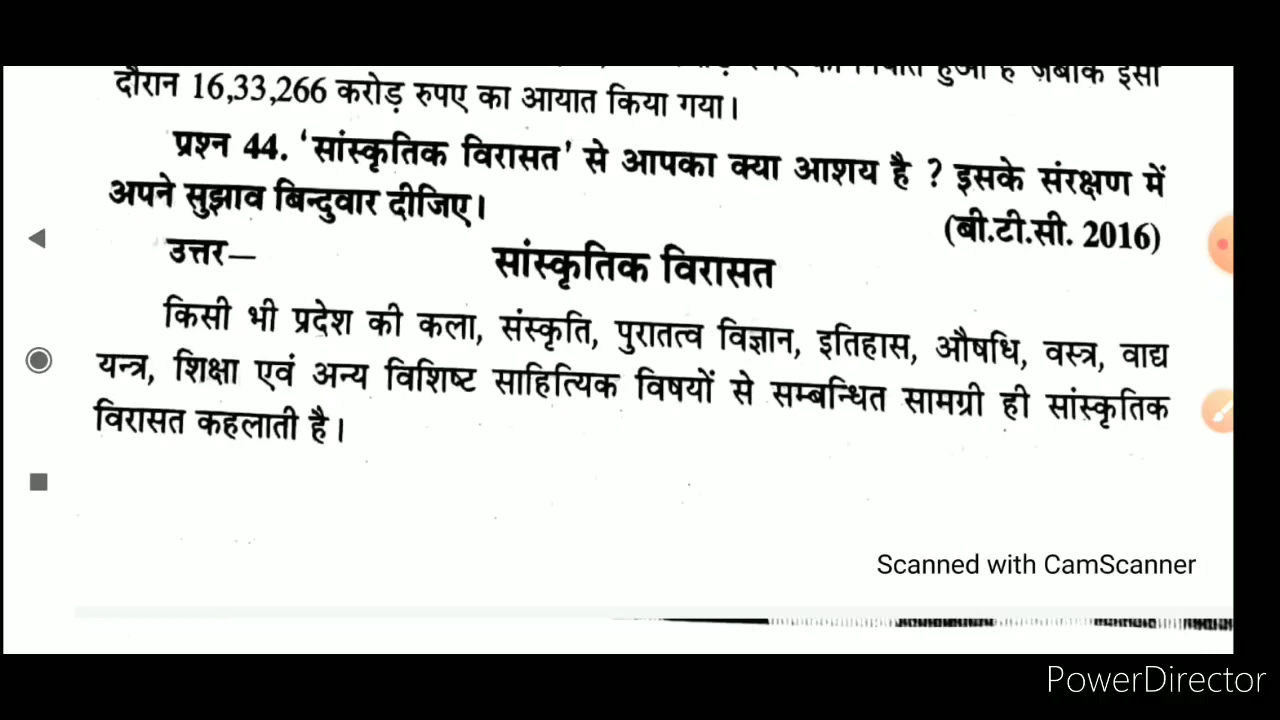 हुआ है जबकि इसी
दौरान 16,33,266 करोड़ रुपए का आयात किया गया।
प्रश्न 44. ‘सांस्कृतिक विरासत’ से आपका क्या आशय है ? इसके संरक्षण में
अपने सुझाव बिन्दुवार दीजिए।
(बी.टी.सी. 2016)
उत्तर—
सांस्कृतिक विरासत
किसी भी प्रदेश की कला, संस्कृति, पुरातत्व विज्ञान, इतिहास, औषधि, वस्त्र, वाद्य
यन्त्र, शिक्षा एवं अन्य विशिष्ट साहित्यिक विषयों से सम्बन्धित सामग्री ही सांस्कृतिक
विरासत कहलाती है।
Scanned with CamScanner
PowerDirector